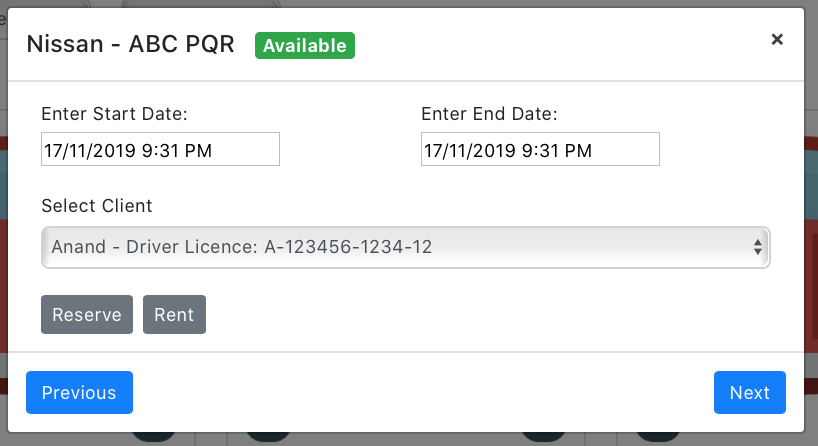 Nissan - ABC PQR Available ×
Enter Start Date: Enter End Date:
17/11/2019 9:31 PM 17/11/2019 9:31 PM
Select Client
Anand - Driver Licence: A-123456-1234-12
Reserve Rent
Previous Next